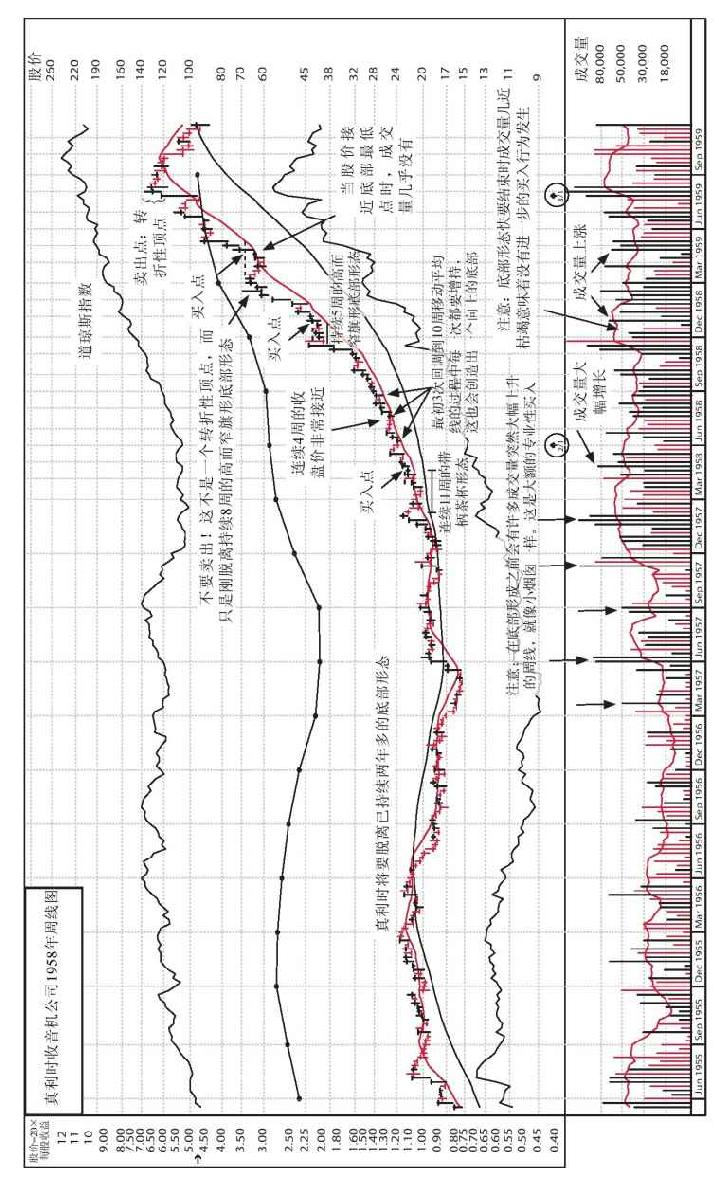 真利时收音机公司1958年周线图
股价=20×
每股收益
12
11
10
9.00
8.00
7.50
7.00
6.50
6.00
5.50
5.00
4.50
3.50
3.00
2.50
2.25
2.00
1.80
1.60
1.50
1.40
1.30
1.20
1.10
1.00
0.90
0.80
0.75
0.70
0.65
0.60
0.55
0.50
0.45
0.40
股价
250
220
190
150
140
120
100
80
70
60
45
38
32
28
24
20
17
15
13
11
9
道琼斯指数
卖出点：转
折性顶点
不要卖出！这不是一个转折性顶点，而
只是刚脱离持续8周的高而窄旗形底部形态
买入点
买入点
当股价接
近底部最低
点时，成交
量几乎没有
连续4周的收
盘价非常接近
持续5周的高而
窄旗形底部形态
买入点
真利时将要脱离已持续两年多的底部形态
最初3次回调到10周移动平均
线的过程中每一次都要增持，
这也会创造出一个向上的底部
连续11周的带
柄茶杯形态
注意：底部形态快要结束时成交量几近
枯竭意味着没有进一步的卖入行为发生
注意：在底部形成之前会有许多成交量突然大幅上升
的周线，就像小烟囱一样。这是大额的专业性买入
成交量大
幅增长
成交量上涨
2/1
3/1
成交量
80,000
50,000
30,000
18,000
Jun 1955
Sep 1955
Dec 1955
Mar 1956
Jun 1956
Sep 1956
Dec 1956
Mar 1957
Jun 1957
Sep 1957
Dec 1957
Mar 1958
Jun 1958
Sep 1958
Dec 1958
Mar 1959
Jun 1959
Sep 1959